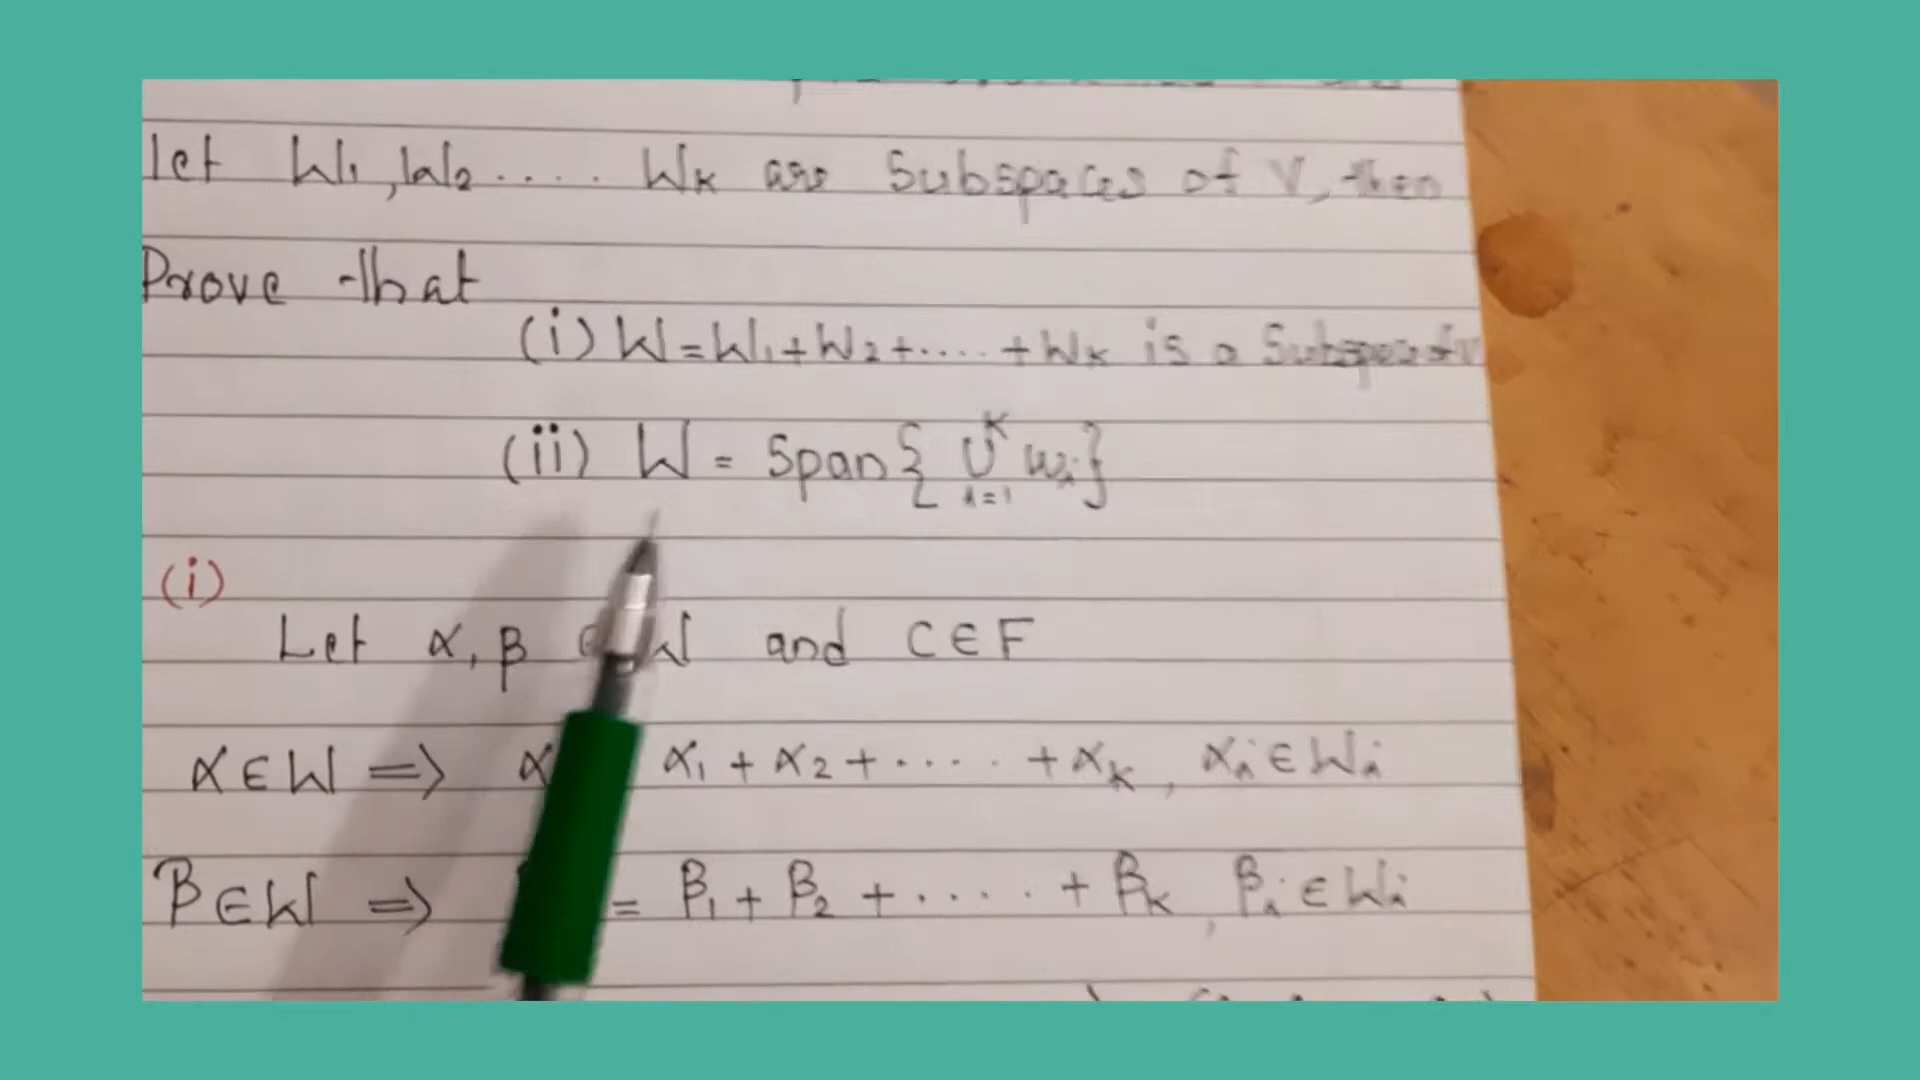 Let W₁, W₂ .... Wₖ are Subspaces of V, then
Prove that
(i) W = W₁ + W₂ + .... + Wₖ is a Subspace of V
(ii) W = Span { ⋃ᵢ₌₁ᴷ Wᵢ }
(i)
Let α, β ∈ W and C ∈ F
α ∈ W ⇒ α α₁ + α₂ + ..... + αₖ, αᵢ ∈ Wᵢ
β ∈ W ⇒ = β₁ + β₂ + ..... + βₖ, βᵢ ∈ Wᵢ